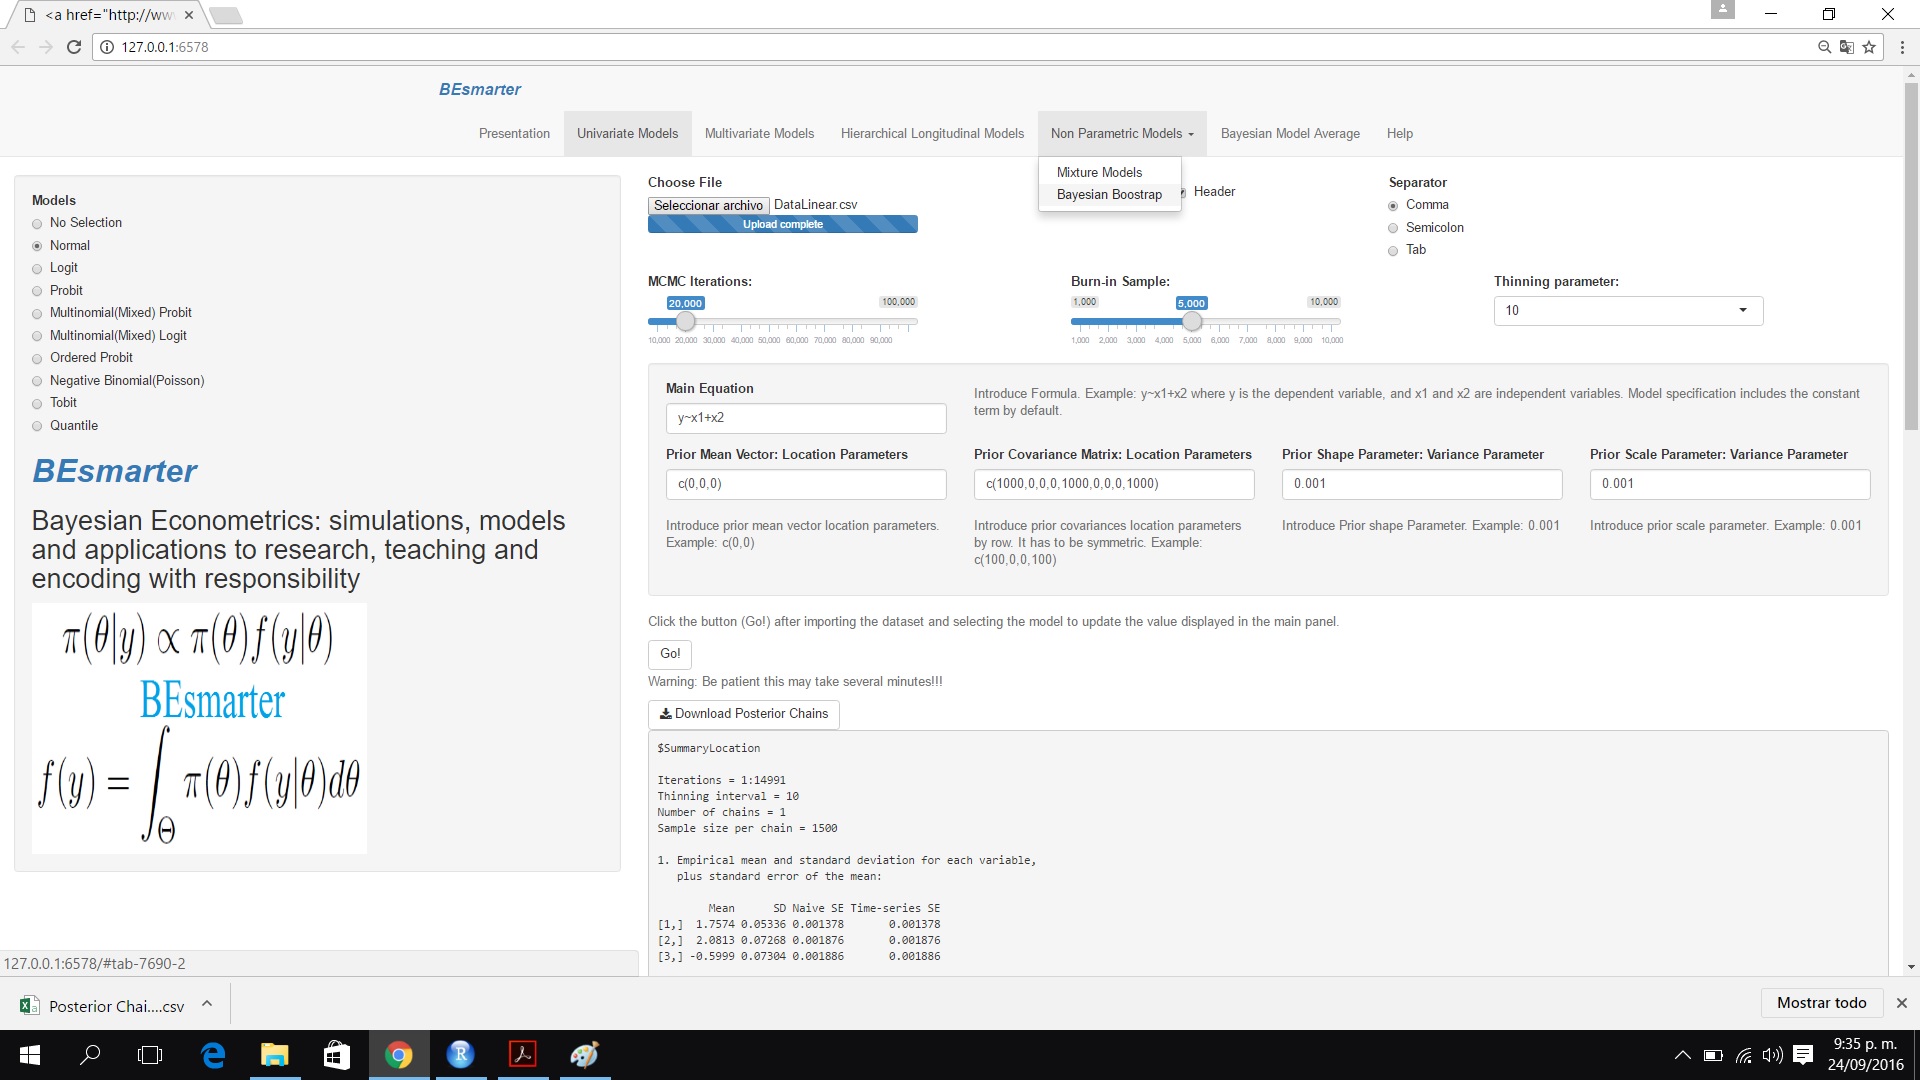 <a href="http://ww
127.0.0.1:6578
BEsmarter
Presentation Univariate Models Multivariate Models Hierarchical Longitudinal Models Non Parametric Models Bayesian Model Average Help
Mixture Models
Bayesian Boostrap
Models
No Selection
Normal
Logit
Probit
Multinomial(Mixed) Probit
Multinomial(Mixed) Logit
Ordered Probit
Negative Binomial(Poisson)
Tobit
Quantile
BEsmarter
Bayesian Econometrics: simulations, models
and applications to research, teaching and
encoding with responsibility
π(θ|y) ∝ π(θ)f(y|θ)
BEsmarter
f(y) = ∫Θ π(θ)f(y|θ)dθ
Choose File
Seleccionar archivo DataLinear.csv
Upload complete
Header
Separator
Comma
Semicolon
Tab
MCMC Iterations:
20,000 100,000
10,000 20,000 30,000 40,000 50,000 60,000 70,000 80,000 90,000
Burn-in Sample:
1,000 5,000 10,000
1,000 2,000 3,000 4,000 5,000 6,000 7,000 8,000 9,000 10,000
Thinning parameter:
10
Main Equation
y~x1+x2
Introduce Formula. Example: y~x1+x2 where y is the dependent variable, and x1 and x2 are independent variables. Model specification includes the constant
term by default.
Prior Mean Vector: Location Parameters
c(0,0,0)
Introduce prior mean vector location parameters.
Example: c(0,0)
Prior Covariance Matrix: Location Parameters
c(1000,0,0,0,1000,0,0,0,1000)
Introduce prior covariances location parameters
by row. It has to be symmetric. Example:
c(100,0,0,100)
Prior Shape Parameter: Variance Parameter
0.001
Introduce Prior shape Parameter. Example: 0.001
Prior Scale Parameter: Variance Parameter
0.001
Introduce prior scale parameter. Example: 0.001
Click the button (Go!) after importing the dataset and selecting the model to update the value displayed in the main panel.
Go!
Warning: Be patient this may take several minutes!!!
Download Posterior Chains
$SummaryLocation
Iterations = 1:14991
Thinning interval = 10
Number of chains = 1
Sample size per chain = 1500
1. Empirical mean and standard deviation for each variable,
plus standard error of the mean:
Mean SD Naive SE Time-series SE
[1,] 1.7574 0.05336 0.001378 0.001378
[2,] 2.0813 0.07268 0.001876 0.001876
[3,] -0.5999 0.07304 0.001886 0.001886
127.0.0.1:6578/#tab-7690-2
Posterior Chai....csv
Mostrar todo
9:35 p. m.
24/09/2016